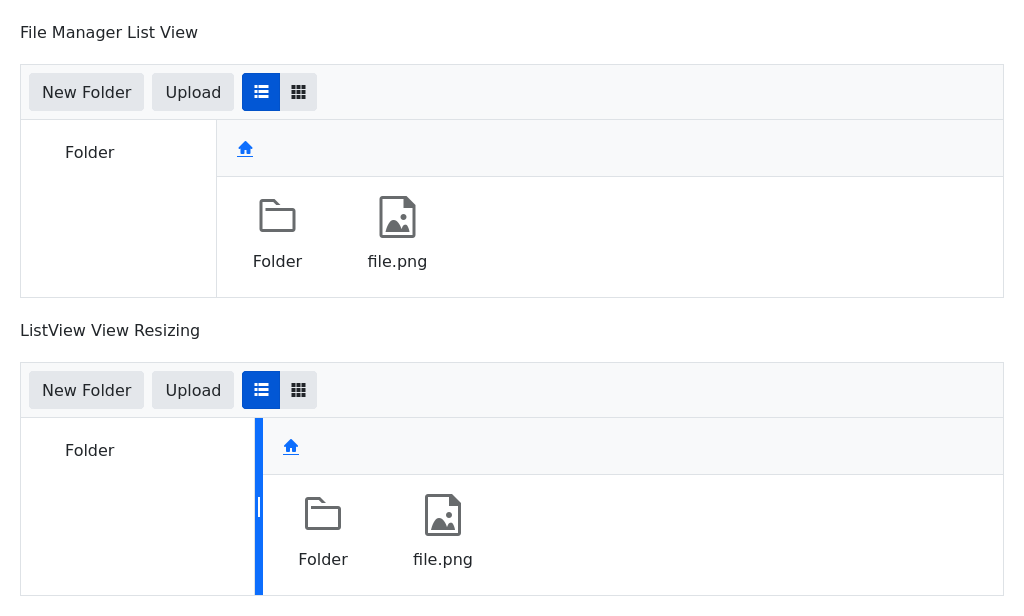 File Manager List View
New Folder Upload
Folder
Folder file.png
ListView View Resizing
New Folder Upload
Folder
Folder file.png